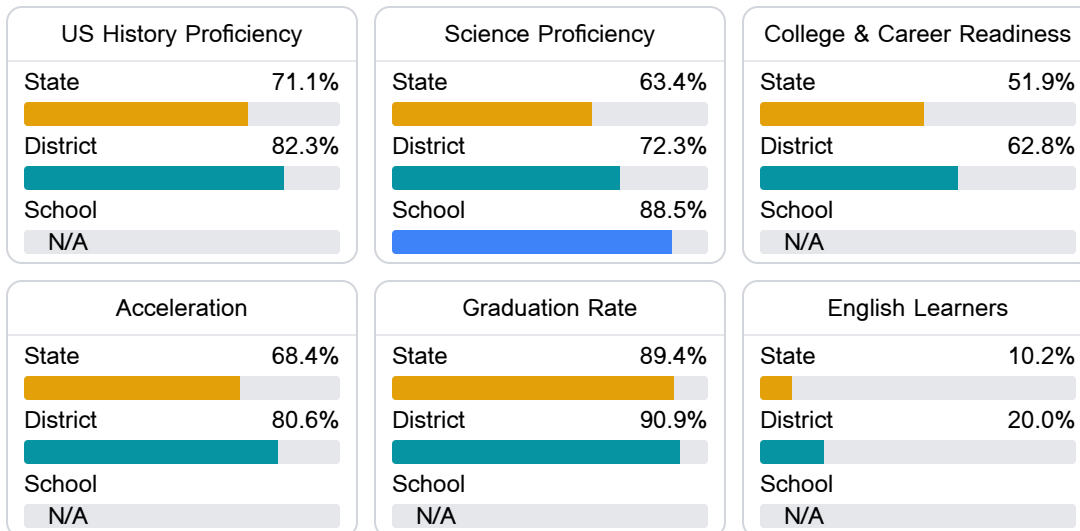 US History Proficiency
State 71.1%
District 82.3%
School
N/A
Science Proficiency
State 63.4%
District 72.3%
School 88.5%
College & Career Readiness
State 51.9%
District 62.8%
School
N/A
Acceleration
State 68.4%
District 80.6%
School
N/A
Graduation Rate
State 89.4%
District 90.9%
School
N/A
English Learners
State 10.2%
District 20.0%
School
N/A